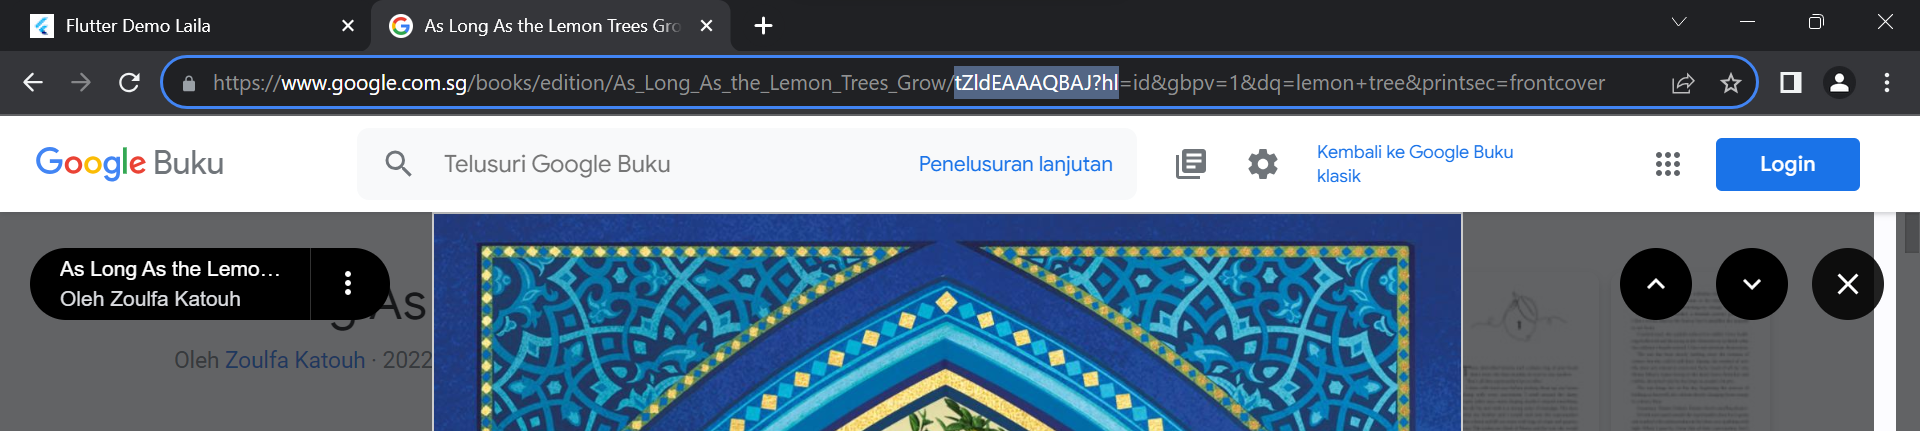 Flutter Demo Laila
As Long As the Lemon Trees Gro
https://www.google.com.sg/books/edition/As_Long_As_the_Lemon_Trees_Grow/tZldEAAAQBAJ?hl=id&gbpv=1&dq=lemon+tree&printsec=frontcover
Google Buku
Telusuri Google Buku
Penelusuran lanjutan
Kembali ke Google Buku
klasik
Login
As Long As the Lemo...
Oleh Zoulfa Katouh
As
Oleh Zoulfa Katouh · 2022
1